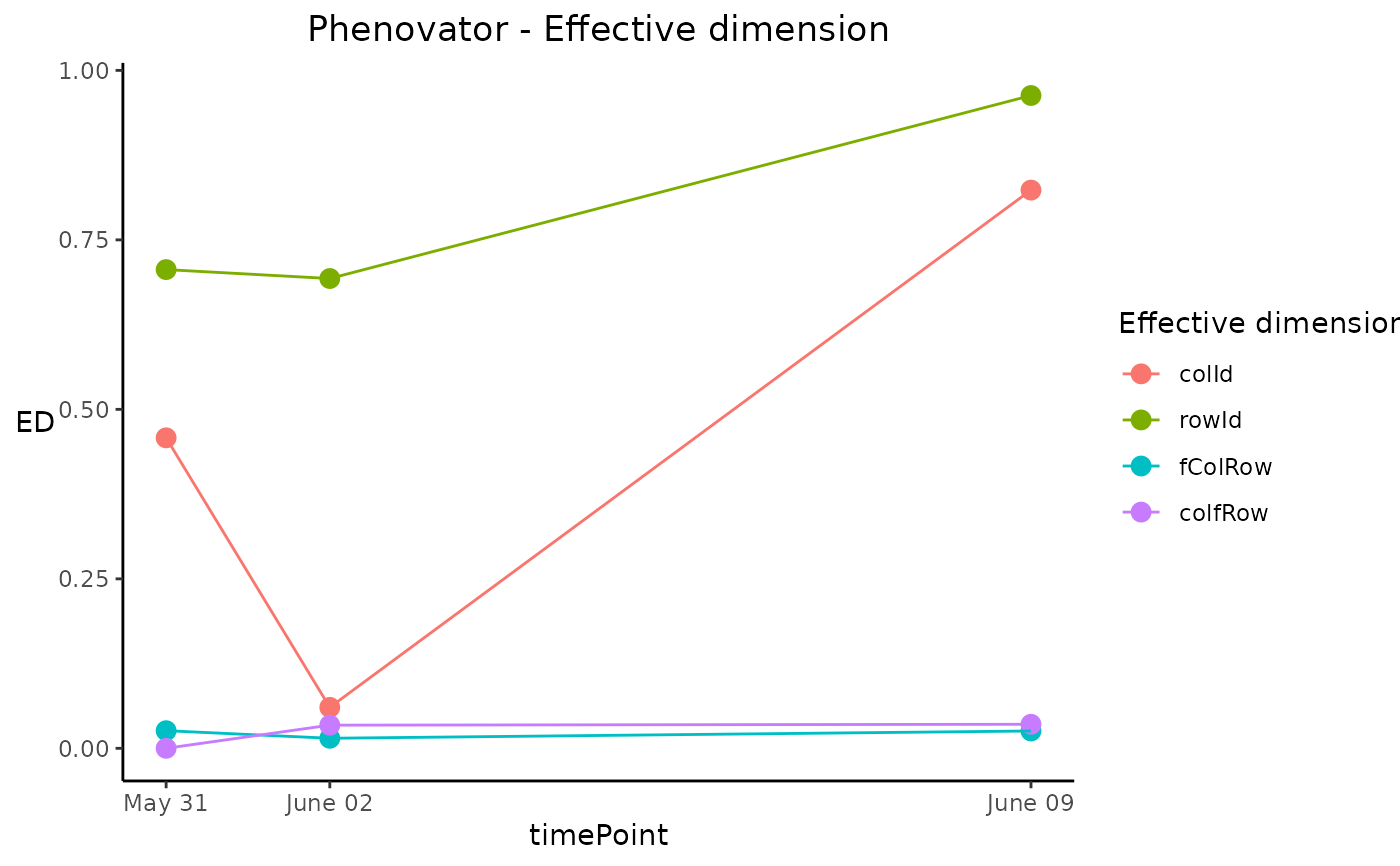 Phenovator - Effective dimension
1.00
0.75
0.50
0.25
0.00
ED
May 31
June 02
June 09
timePoint
Effective dimension
colId
rowId
fColRow
colfRow